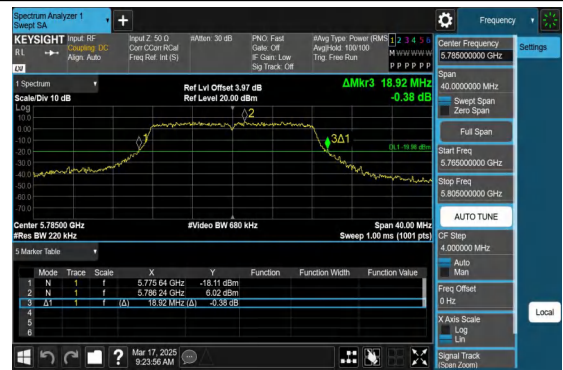 Spectrum Analyzer 1
Swept SA
Frequency
KEYSIGHT
RL
Input: RF
Coupling: DC
Align: Auto
Input Z: 50 Ω
Corr CCorr RCal
Freq Ref: Int (S)
#Atten: 30 dB
PNO: Fast
Gate: Off
IF Gain: Low
Sig Track: Off
#Avg Type: Power (RMS
Avg|Hold: 100/100
Trig: Free Run
1 2 3 4 5 6
M W W W W W
P P P P P P
LXI
1 Spectrum
Scale/Div 10 dB
Ref Lvl Offset 3.97 dB
Ref Level 20.00 dBm
ΔMkr3 18.92 MHz
-0.38 dB
Log
10.0
0.00
-10.0
-20.0
-30.0
-40.0
-50.0
-60.0
-70.0
1
2
3Δ1
DL1 -19.98 dBm
Center 5.78500 GHz
#Res BW 220 kHz
#Video BW 680 kHz
Span 40.00 MHz
Sweep 1.00 ms (1001 pts)
5 Marker Table
Mode Trace Scale X Y Function Function Width Function Value
1 N 1 f 5.775 64 GHz -18.11 dBm
2 N 1 f 5.786 24 GHz 6.02 dBm
3 Δ1 1 f (Δ) 18.92 MHz (Δ) -0.38 dB
4
5
6
Mar 17, 2025
9:23:56 AM
Center Frequency
5.785000000 GHz
Settings
Span
40.0000000 MHz
Swept Span
Zero Span
Full Span
Start Freq
5.765000000 GHz
Stop Freq
5.805000000 GHz
AUTO TUNE
CF Step
4.000000 MHz
Auto
Man
Freq Offset
0 Hz
Local
X Axis Scale
Log
Lin
Signal Track
(Span Zoom)